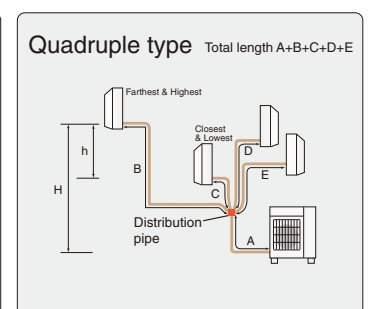 Quadruple type Total length A+B+C+D+E
Farthest & Highest
Closest
& Lowest
h
H
B
D
E
C
Distribution
pipe
A